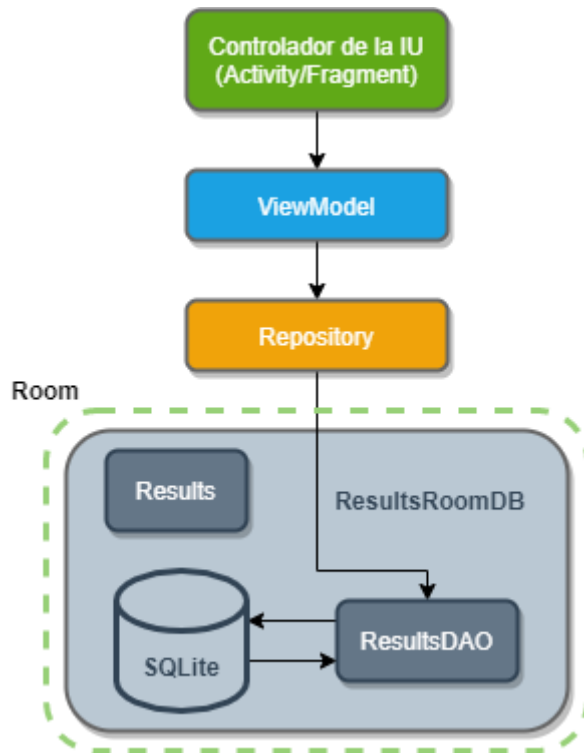 Controlador de la IU
(Activity/Fragment)
ViewModel
Repository
Room
Results
ResultsRoomDB
SQLite
ResultsDAO